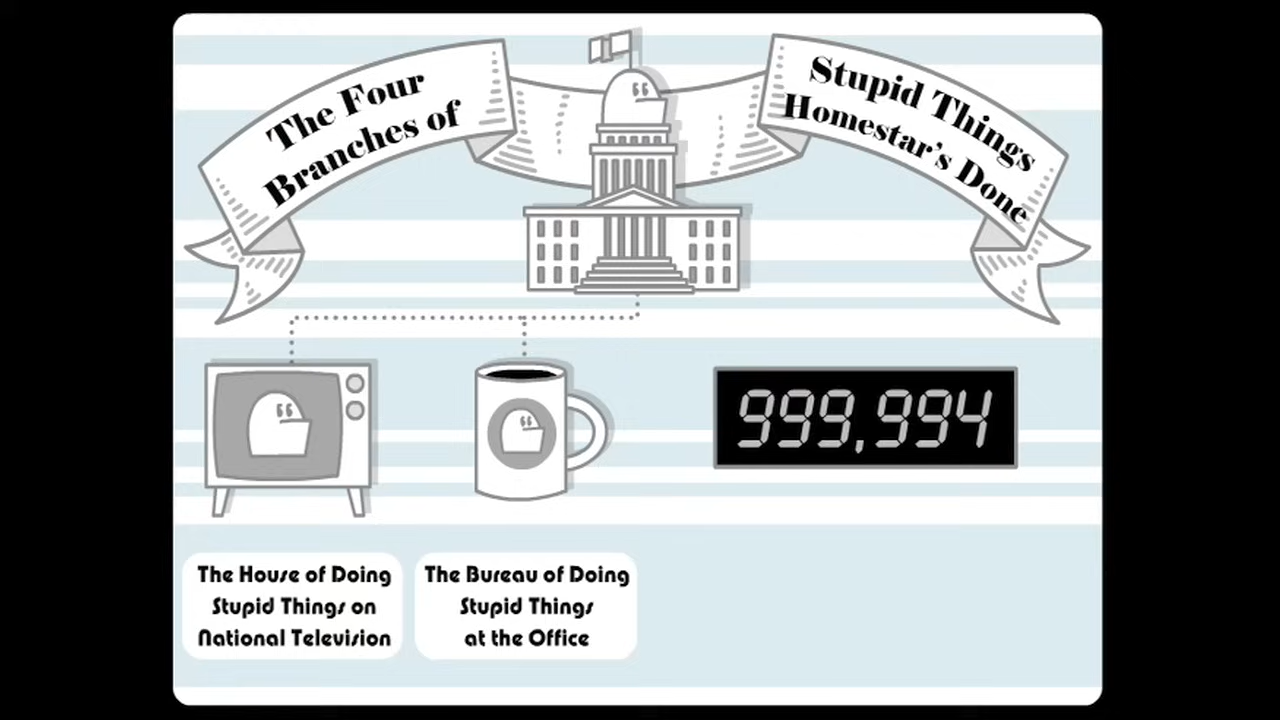 The Four
Branches of
Stupid Things
Homestar's Done
999,994
The House of Doing
Stupid Things on
National Television
The Bureau of Doing
Stupid Things
at the Office